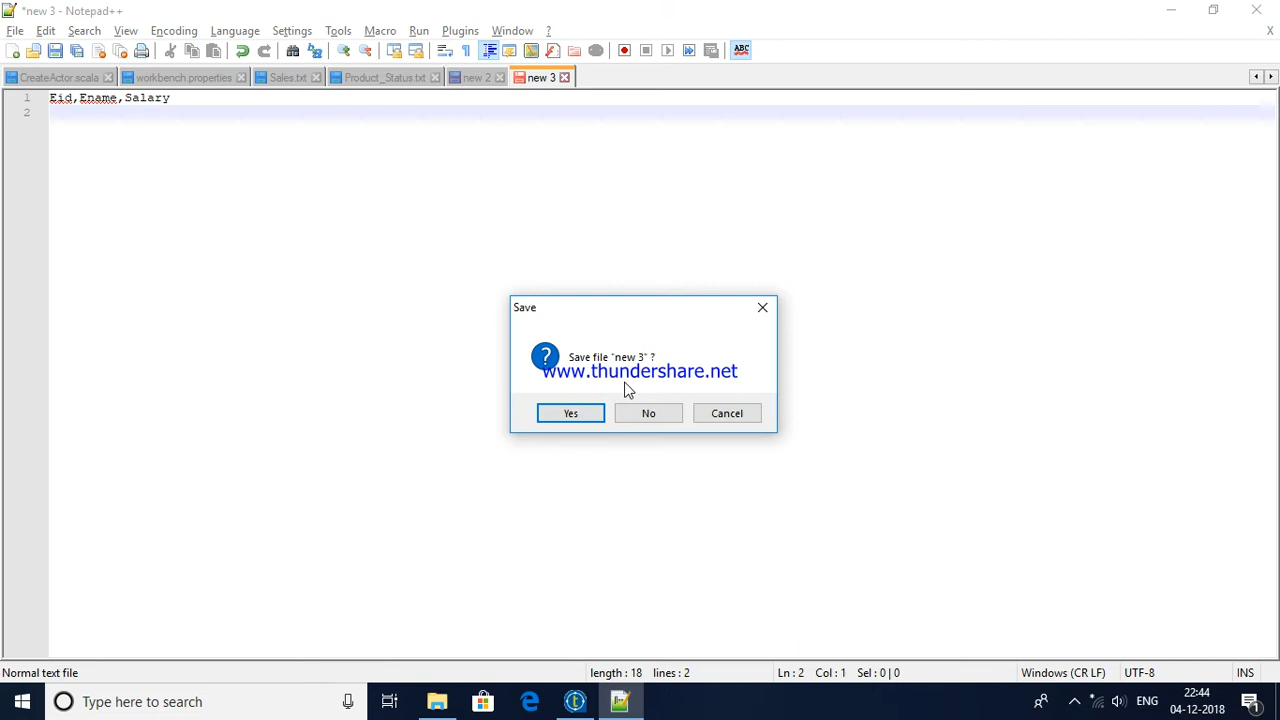 *new 3 - Notepad++
File Edit Search View Encoding Language Settings Tools Macro Run Plugins Window ? X
ABC
CreateActor.scala workbench.properties Sales.txt Product_Status.txt new 2 new 3
1 Eid,Ename,Salary
2
Save
Save file "new 3" ?
www.thundershare.net
Yes No Cancel
Normal text file length : 18 lines : 2 Ln : 2 Col : 1 Sel : 0 | 0 Windows (CR LF) UTF-8 INS
Type here to search
ENG
22:44
04-12-2018
1